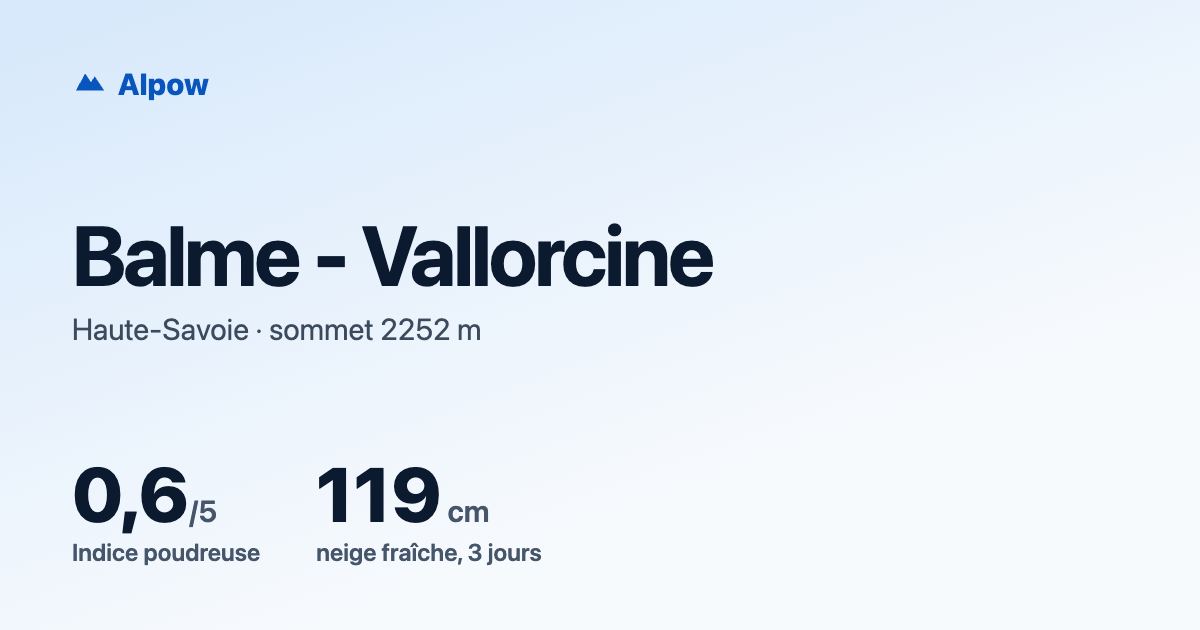 Alpow
Balme - Vallorcine
Haute-Savoie · sommet 2252 m
0,6/5 119 cm
Indice poudreuse neige fraîche, 3 jours